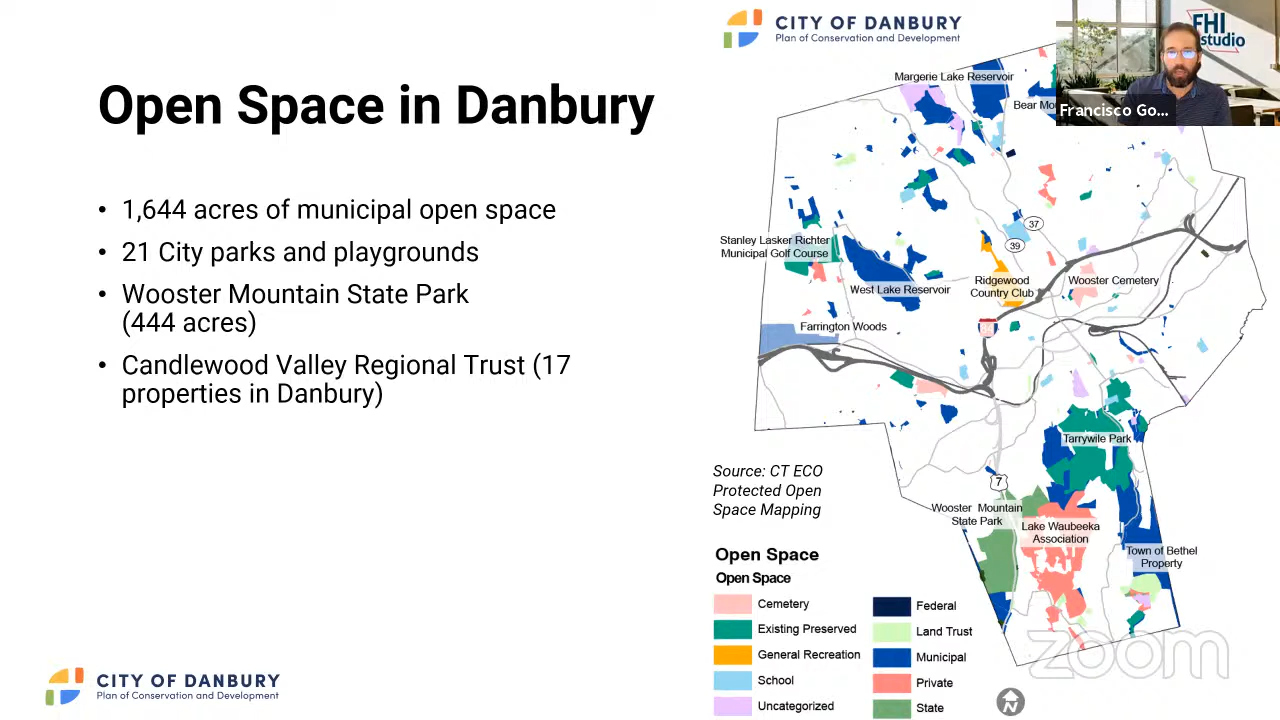 Open Space in Danbury
• 1,644 acres of municipal open space
• 21 City parks and playgrounds
• Wooster Mountain State Park
(444 acres)
• Candlewood Valley Regional Trust (17
properties in Danbury)
CITY OF DANBURY
Plan of Conservation and Development
CITY OF DANBURY
Plan of Conservation and Development
FHI
studio
Francisco Go...
Margerie Lake Reservoir
Bear
37
39
Stanley Lasker Richter
Municipal Golf Course
West Lake Reservoir
Ridgewood
Country Club
Wooster Cemetery
84
Farrington Woods
Tarrywile Park
7
Wooster Mountain
State Park
Lake Waubeeka
Association
Town of Bethel
Property
Source: CT ECO
Protected Open
Space Mapping
Open Space
Open Space
Cemetery
Existing Preserved
General Recreation
School
Uncategorized
Federal
Land Trust
Municipal
Private
State
N
zoom